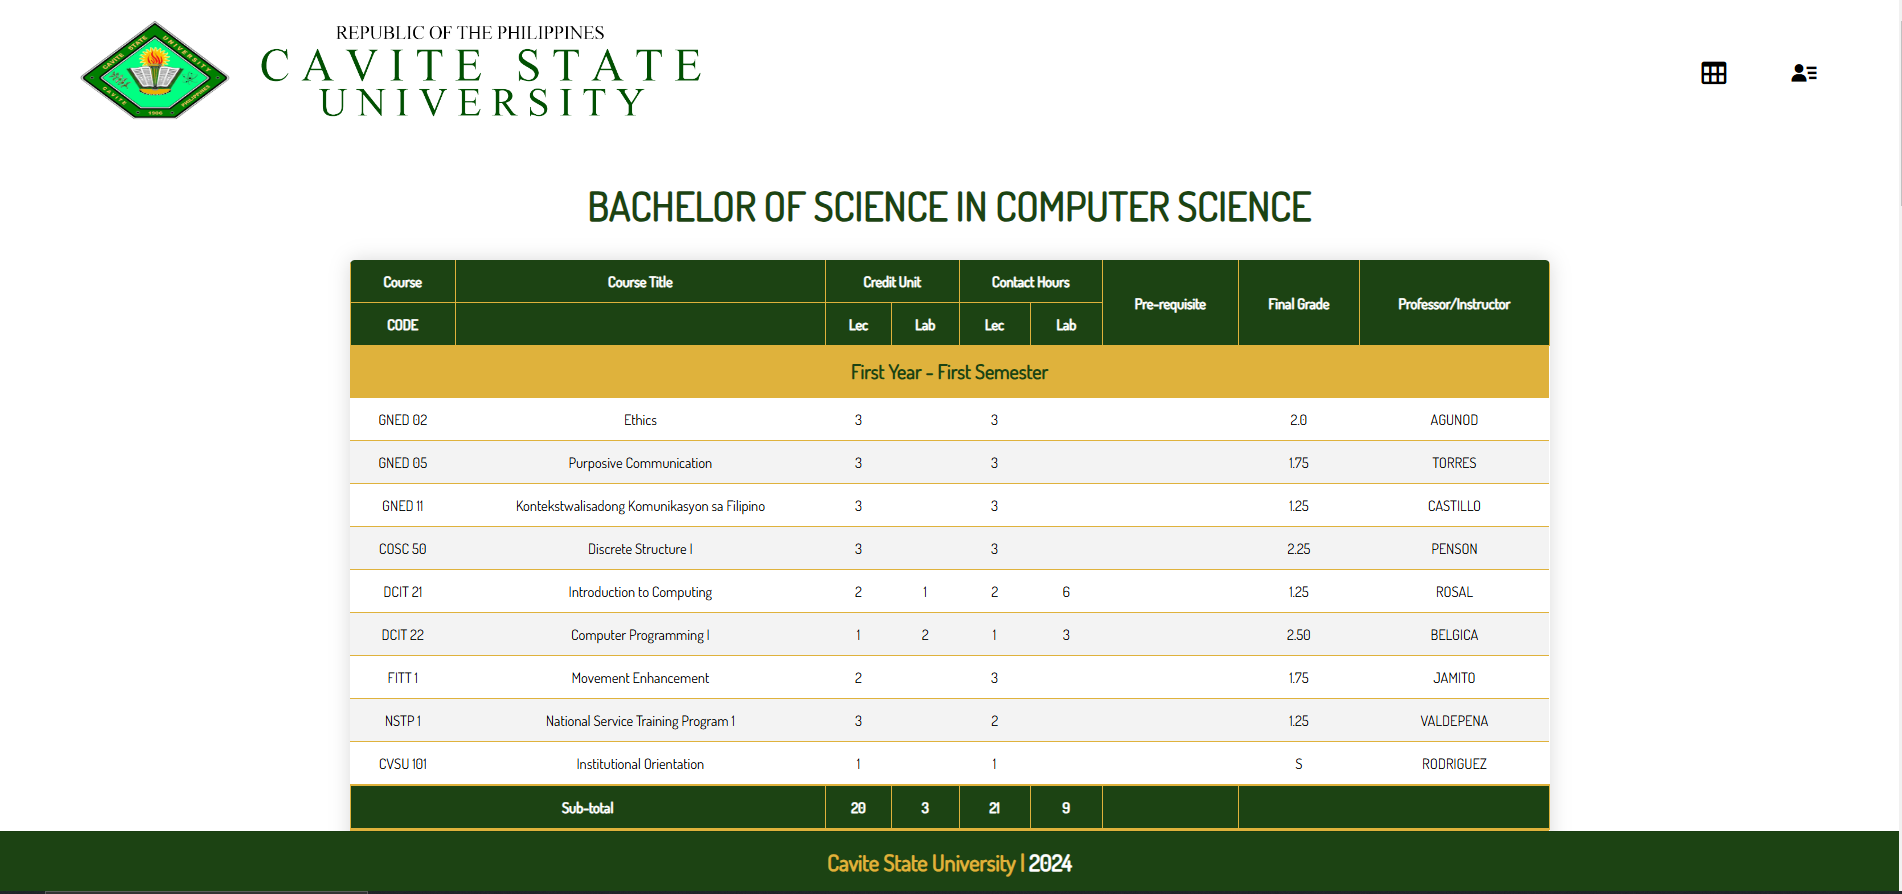 CAVITE STATE UNIVERSITY
CAVITE
PHILIPPINES
1906
REPUBLIC OF THE PHILIPPINES
CAVITE STATE
UNIVERSITY
BACHELOR OF SCIENCE IN COMPUTER SCIENCE
Course Course Title Credit Unit Contact Hours Pre-requisite Final Grade Professor/Instructor
CODE Lec Lab Lec Lab
First Year - First Semester
GNED 02 Ethics 3 3 2.0 AGUNOD
GNED 05 Purposive Communication 3 3 1.75 TORRES
GNED 11 Kontekstwalisadong Komunikasyon sa Filipino 3 3 1.25 CASTILLO
COSC 50 Discrete Structure I 3 3 2.25 PENSON
DCIT 21 Introduction to Computing 2 1 2 6 1.25 ROSAL
DCIT 22 Computer Programming I 1 2 1 3 2.50 BELGICA
FITT 1 Movement Enhancement 2 3 1.75 JAMITO
NSTP 1 National Service Training Program 1 3 2 1.25 VALDEPENA
CVSU 101 Institutional Orientation 1 1 S RODRIGUEZ
Sub-total 20 3 21 9
Cavite State University | 2024